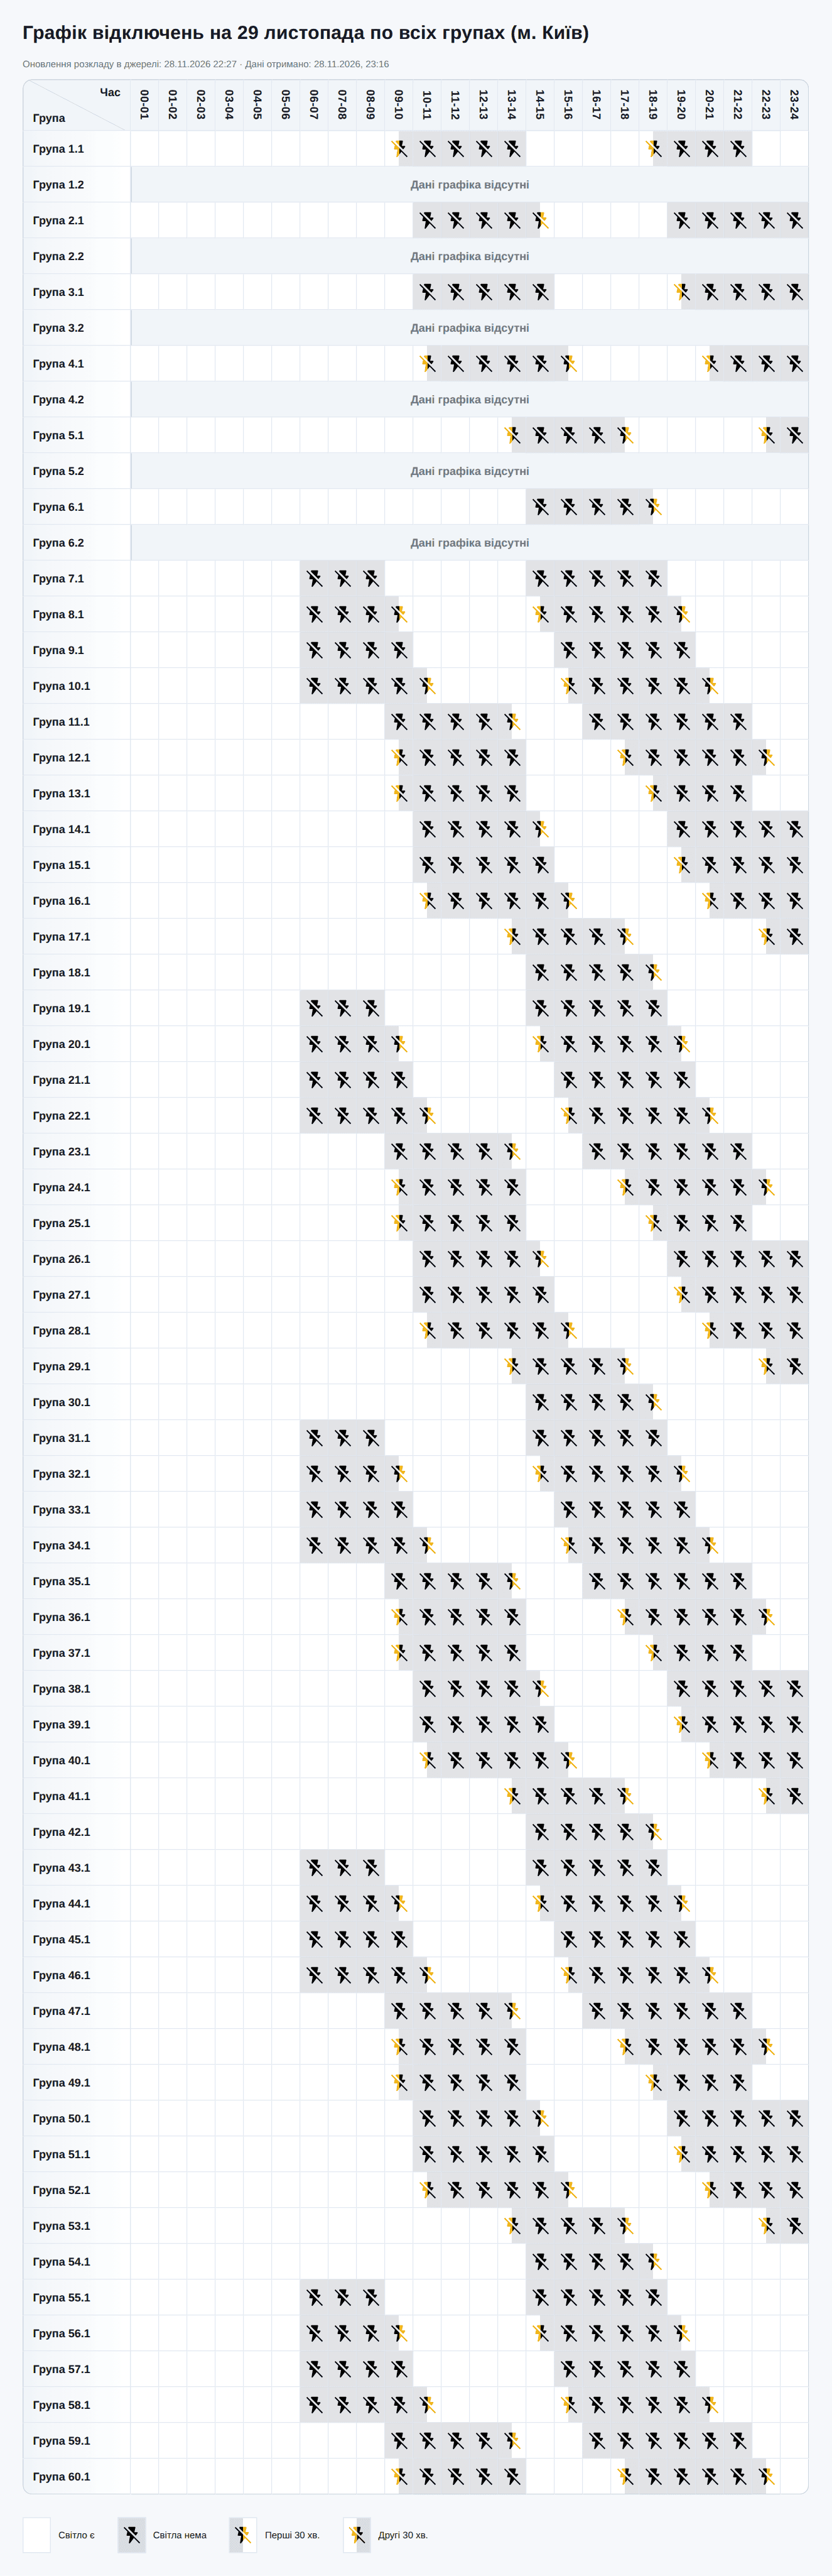 Графік відключень на 29 листопада по всіх групах (м. Київ)
Оновлення розкладу в джерелі: 28.11.2026 22:27 · Дані отримано: 28.11.2026, 23:16
Час
Група
00-01 01-02 02-03 03-04 04-05 05-06 06-07 07-08 08-09 09-10 10-11 11-12 12-13 13-14 14-15 15-16 16-17 17-18 18-19 19-20 20-21 21-22 22-23 23-24
Група 1.1
Група 1.2 Дані графіка відсутні
Група 2.1
Група 2.2 Дані графіка відсутні
Група 3.1
Група 3.2 Дані графіка відсутні
Група 4.1
Група 4.2 Дані графіка відсутні
Група 5.1
Група 5.2 Дані графіка відсутні
Група 6.1
Група 6.2 Дані графіка відсутні
Група 7.1
Група 8.1
Група 9.1
Група 10.1
Група 11.1
Група 12.1
Група 13.1
Група 14.1
Група 15.1
Група 16.1
Група 17.1
Група 18.1
Група 19.1
Група 20.1
Група 21.1
Група 22.1
Група 23.1
Група 24.1
Група 25.1
Група 26.1
Група 27.1
Група 28.1
Група 29.1
Група 30.1
Група 31.1
Група 32.1
Група 33.1
Група 34.1
Група 35.1
Група 36.1
Група 37.1
Група 38.1
Група 39.1
Група 40.1
Група 41.1
Група 42.1
Група 43.1
Група 44.1
Група 45.1
Група 46.1
Група 47.1
Група 48.1
Група 49.1
Група 50.1
Група 51.1
Група 52.1
Група 53.1
Група 54.1
Група 55.1
Група 56.1
Група 57.1
Група 58.1
Група 59.1
Група 60.1
Світло є Світла нема Перші 30 хв. Другі 30 хв.